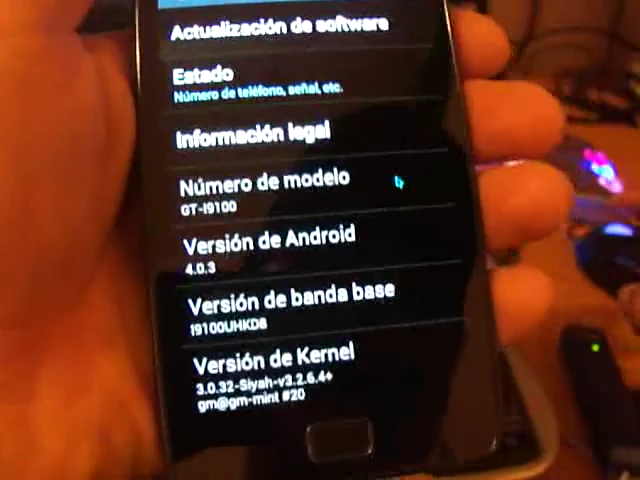 Actualización de software
Estado
Número de teléfono, señal, etc.
Información legal
Número de modelo
GT-I9100
Versión de Android
4.0.3
Versión de banda base
I9100UHKD8
Versión de Kernel
3.0.32-Siyah-v3.2.6.4+
gm@gm-mint #20